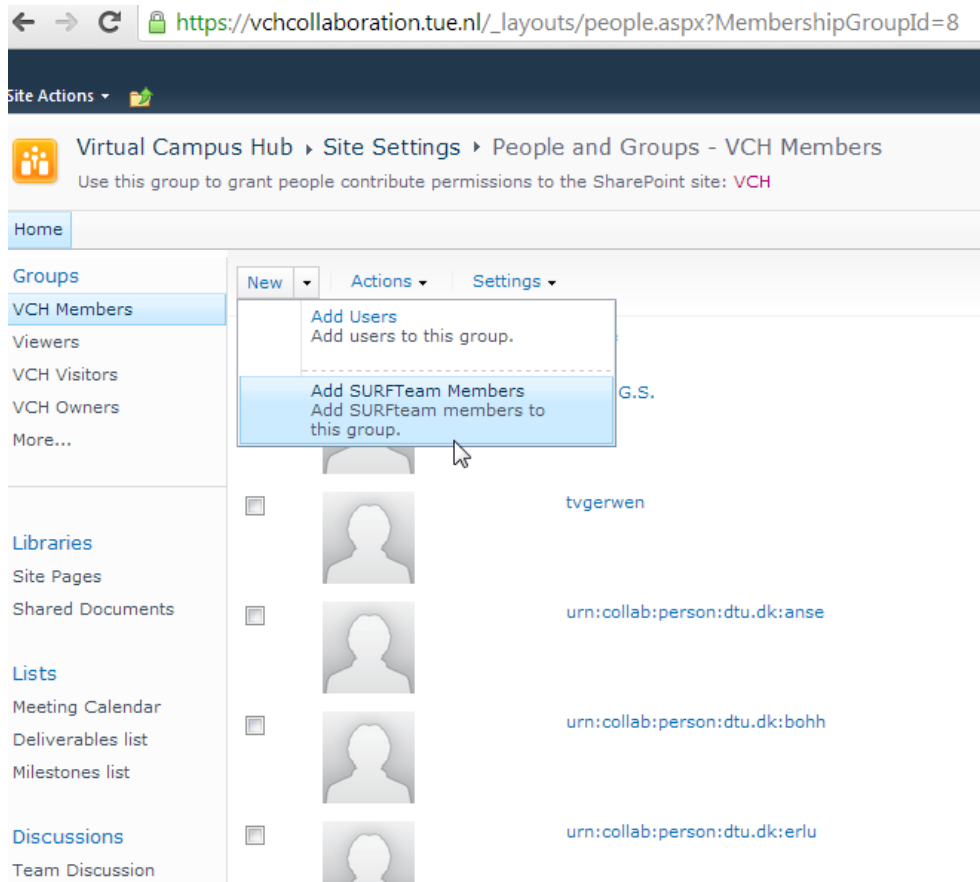 https://vchcollaboration.tue.nl/_layouts/people.aspx?MembershipGroupId=8
Site Actions
Virtual Campus Hub Site Settings People and Groups - VCH Members
Use this group to grant people contribute permissions to the SharePoint site: VCH
Home
Groups
VCH Members
Viewers
VCH Visitors
VCH Owners
More...
Libraries
Site Pages
Shared Documents
Lists
Meeting Calendar
Deliverables list
Milestones list
Discussions
Team Discussion
New Actions Settings
Add Users
Add users to this group.
Add SURFTeam Members
Add SURFteam members to
this group.
G.S.
tvgerwen
urn:collab:person:dtu.dk:anse
urn:collab:person:dtu.dk:bohh
urn:collab:person:dtu.dk:erlu